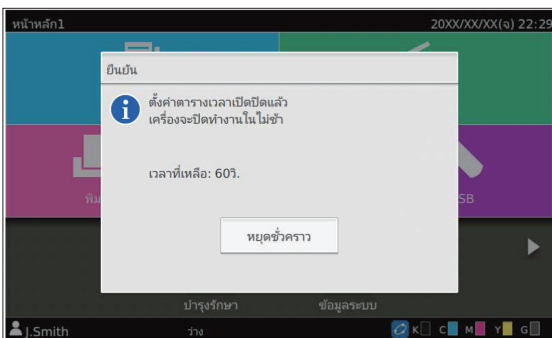 หน้าหลัก1 20XX/XX/XX(จ) 22:29
ยืนยัน
ตั้งค่าตารางเวลาเปิดปิดแล้ว
เครื่องจะปิดทำงานในไม่ช้า
เวลาที่เหลือ: 60วิ.
SB
หยุดชั่วคราว
บำรุงรักษา ข้อมูลระบบ
J.Smith ว่าง K C M Y G